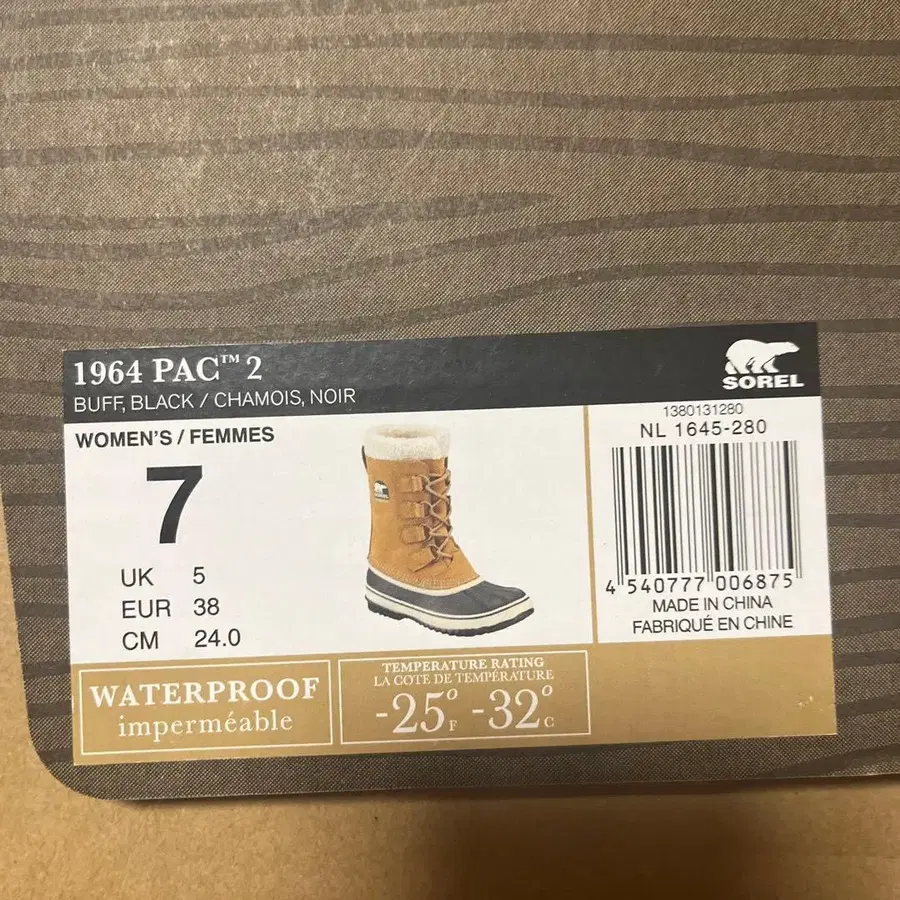 1964 PAC™ 2
BUFF, BLACK / CHAMOIS, NOIR
SOREL
WOMEN'S / FEMMES
7
UK 5
EUR 38
CM 24.0
1380131280
NL 1645-280
4 540777 006875
MADE IN CHINA
FABRIQUÉ EN CHINE
WATERPROOF
imperméable
TEMPERATURE RATING
LA COTE DE TEMPÉRATURE
-25°F -32°C